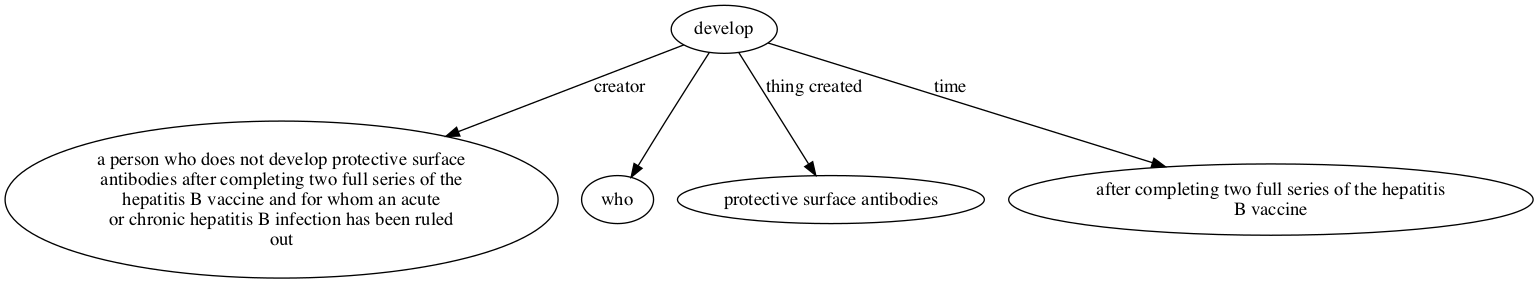 develop
creator
thing created
time
a person who does not develop protective surface
antibodies after completing two full series of the
hepatitis B vaccine and for whom an acute
or chronic hepatitis B infection has been ruled
out
who
protective surface antibodies
after completing two full series of the hepatitis
B vaccine